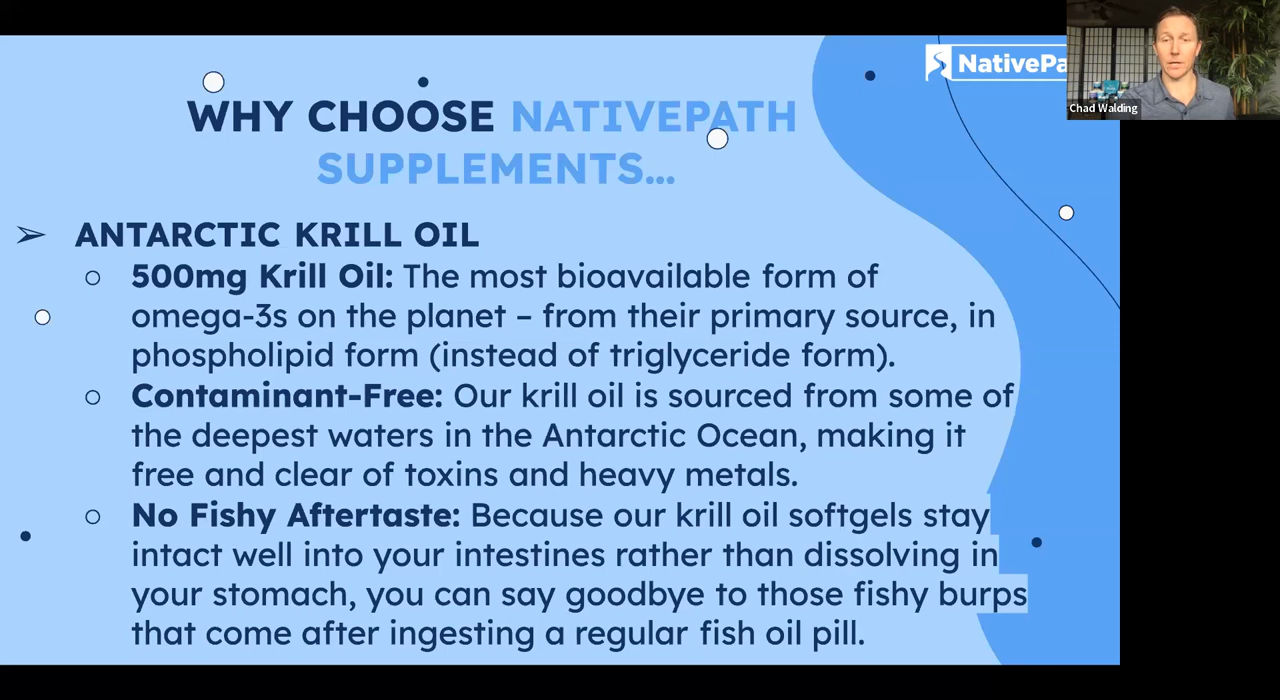 NativePa
Chad Walding
WHY CHOOSE NATIVEPATH
SUPPLEMENTS...
➢ ANTARCTIC KRILL OIL
○ 500mg Krill Oil: The most bioavailable form of
omega-3s on the planet – from their primary source, in
phospholipid form (instead of triglyceride form).
○ Contaminant-Free: Our krill oil is sourced from some of
the deepest waters in the Antarctic Ocean, making it
free and clear of toxins and heavy metals.
○ No Fishy Aftertaste: Because our krill oil softgels stay
intact well into your intestines rather than dissolving in
your stomach, you can say goodbye to those fishy burps
that come after ingesting a regular fish oil pill.